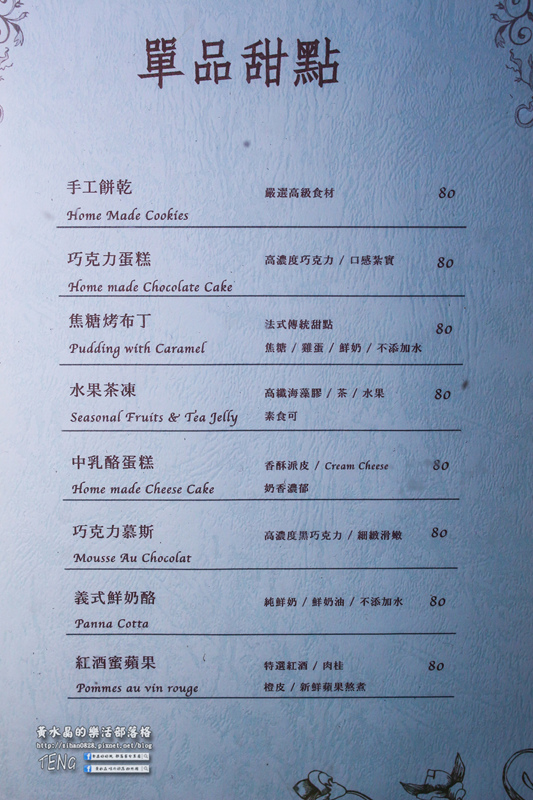 單品甜點
手工餅乾 嚴選高級食材 80
Home Made Cookies
巧克力蛋糕 高濃度巧克力 / 口感紮實 80
Home made Chocolate Cake
焦糖烤布丁 法式傳統甜點 80
Pudding with Caramel 焦糖 / 雞蛋 / 鮮奶 / 不添加水
水果茶凍 高纖海藻膠 / 茶 / 水果 80
Seasonal Fruits & Tea Jelly 素食可
中乳酪蛋糕 香酥派皮 / Cream Cheese 80
Home made Cheese Cake 奶香濃郁
巧克力慕斯 高濃度黑巧克力 / 細緻滑嫩 80
Mousse Au Chocolat
義式鮮奶酪 純鮮奶 / 鮮奶油 / 不添加水 80
Panna Cotta
紅酒蜜蘋果 特選紅酒 / 肉桂 80
Pommes au vin rouge 橙皮 / 新鮮蘋果熬煮
黃水晶的樂活部落格
http://sihan0828.pixnet.net/blog
TENG